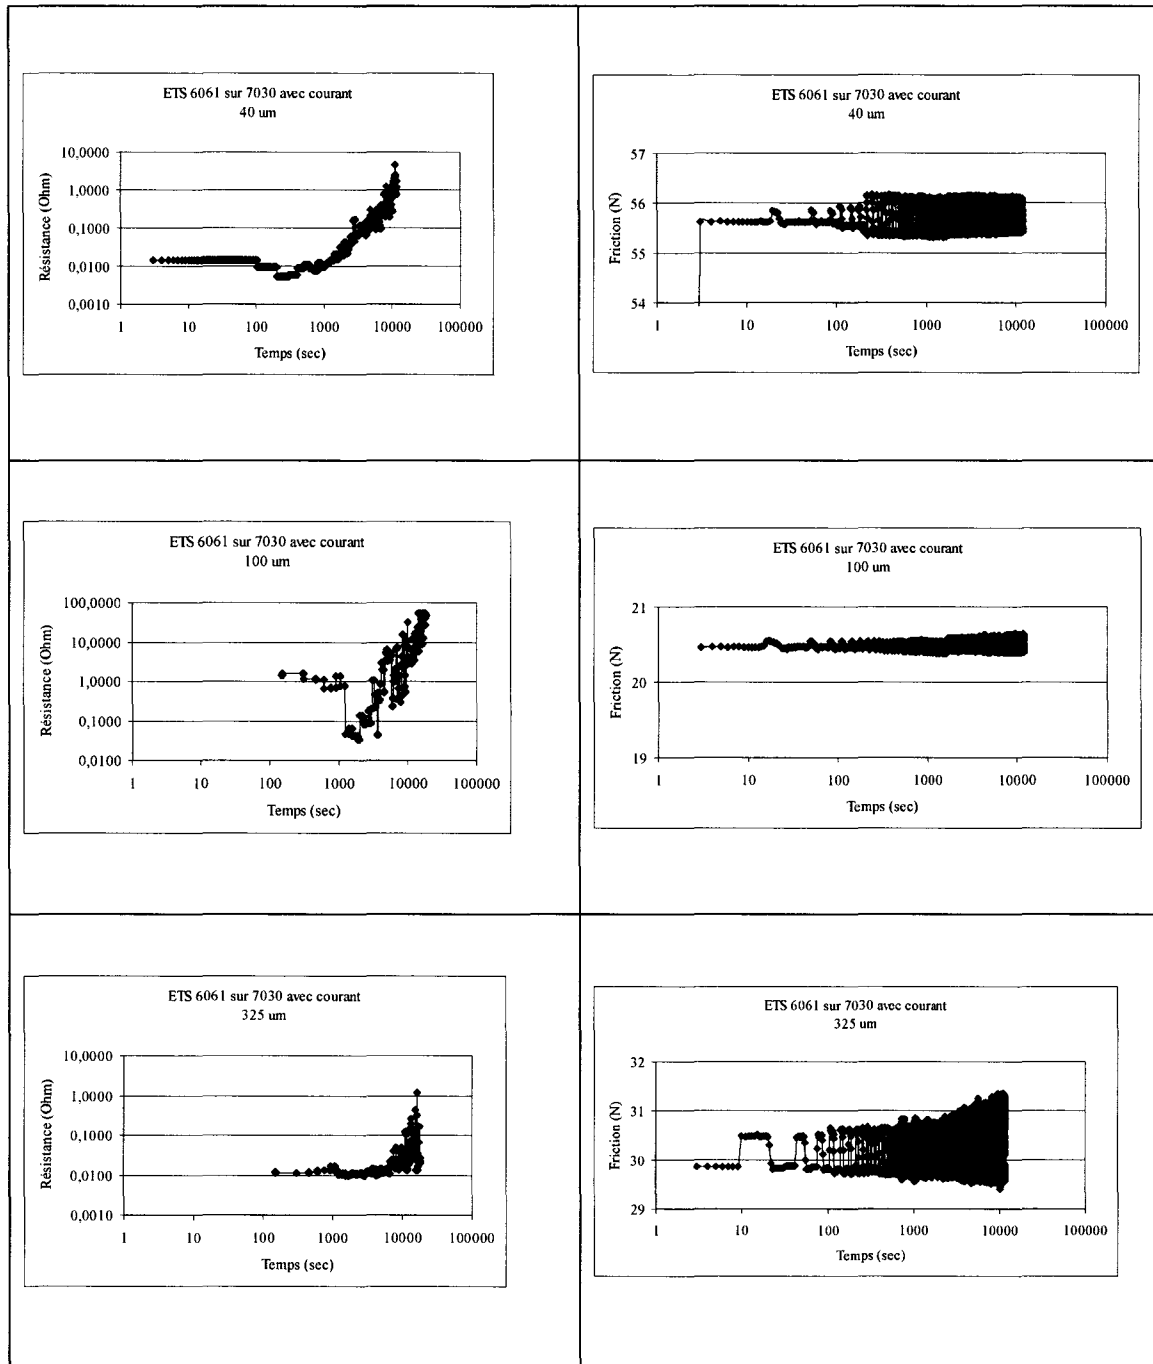 ETS 6061 sur 7030 avec courant
40 um
Résistance (Ohm)
10,0000
1,0000
0,1000
0,0100
0,0010
1 10 100 1000 10000 100000
Temps (sec)
ETS 6061 sur 7030 avec courant
40 um
Friction (N)
57
56
55
54
1 10 100 1000 10000 100000
Temps (sec)
ETS 6061 sur 7030 avec courant
100 um
Résistance (Ohm)
100,0000
10,0000
1,0000
0,1000
0,0100
1 10 100 1000 10000 100000
Temps (sec)
ETS 6061 sur 7030 avec courant
100 um
Friction (N)
21
20
19
1 10 100 1000 10000 100000
Temps (sec)
ETS 6061 sur 7030 avec courant
325 um
Résistance (Ohm)
10,0000
1,0000
0,1000
0,0100
0,0010
1 10 100 1000 10000 100000
Temps (sec)
ETS 6061 sur 7030 avec courant
325 um
Friction (N)
32
31
30
29
1 10 100 1000 10000 100000
Temps (sec)